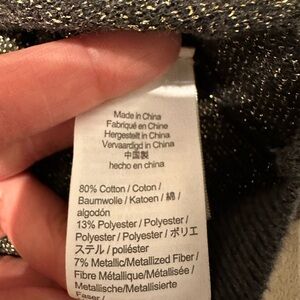 Made in China
Fabriqué en Chine
Hergestellt in China
Vervaardigd in China
中国製
hecho en china
80% Cotton / Coton /
Baumwolle / Katoen / 綿 /
algodón
13% Polyester / Polyester /
Polyester / Polyester / ポリエ
ステル / poliéster
7% Metallic/Metallized Fiber /
Fibre Métallique/Métallisée /
Metallische/Metallisierte
Faser /